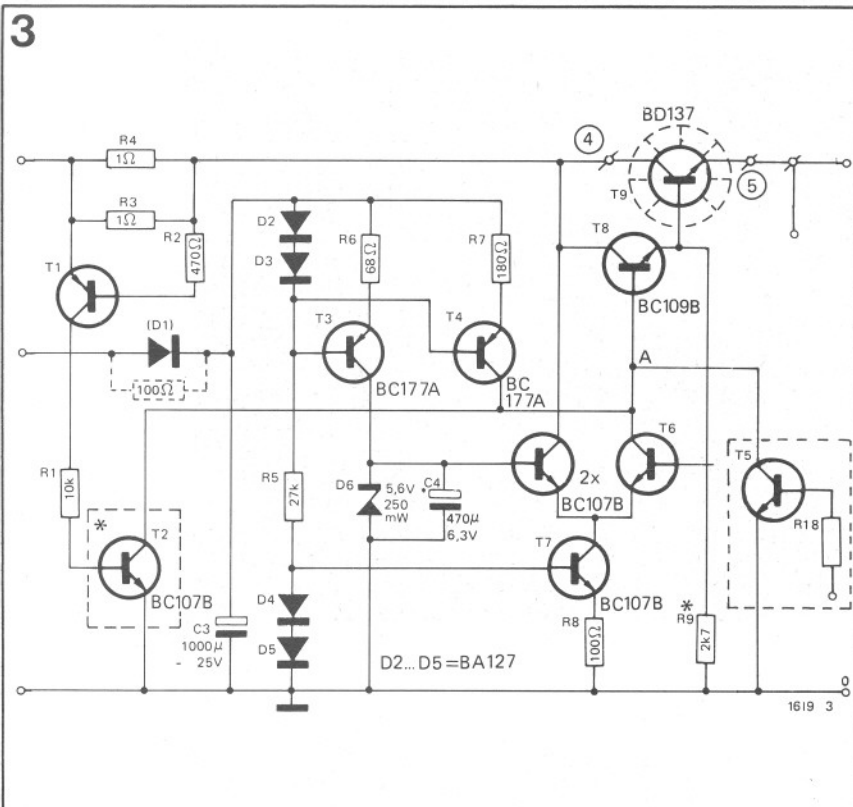 3
BD137
4
R4
1Ω
5
T9
R3
1Ω
R2
470Ω
D2
R6
68Ω
R7
180Ω
T8
D3
T1
BC109B
(D1)
T3
T4
A
100Ω
BC177A
BC
177A
T6
T5
R1
10k
R5
27k
D6
5,6V
250
mW
+
C4
470µ
6,3V
2x
BC107B
R18
*
T2
T7
BC107B
BC107B
D4
C3
1000µ
- 25V
D5
R8
100Ω
*
R9
2k7
D2...D5=BA127
0
1619 3